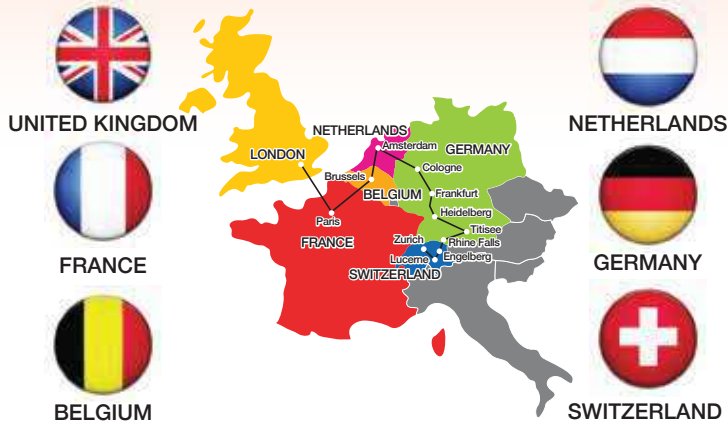 UNITED KINGDOM
FRANCE
BELGIUM
NETHERLANDS
Amsterdam
GERMANY
LONDON
Cologne
Brussels
BELGIUM
Frankfurt
Heidelberg
Paris
Titisee
FRANCE
Zurich
Rhine Falls
Lucerne
Engelberg
SWITZERLAND
NETHERLANDS
GERMANY
SWITZERLAND